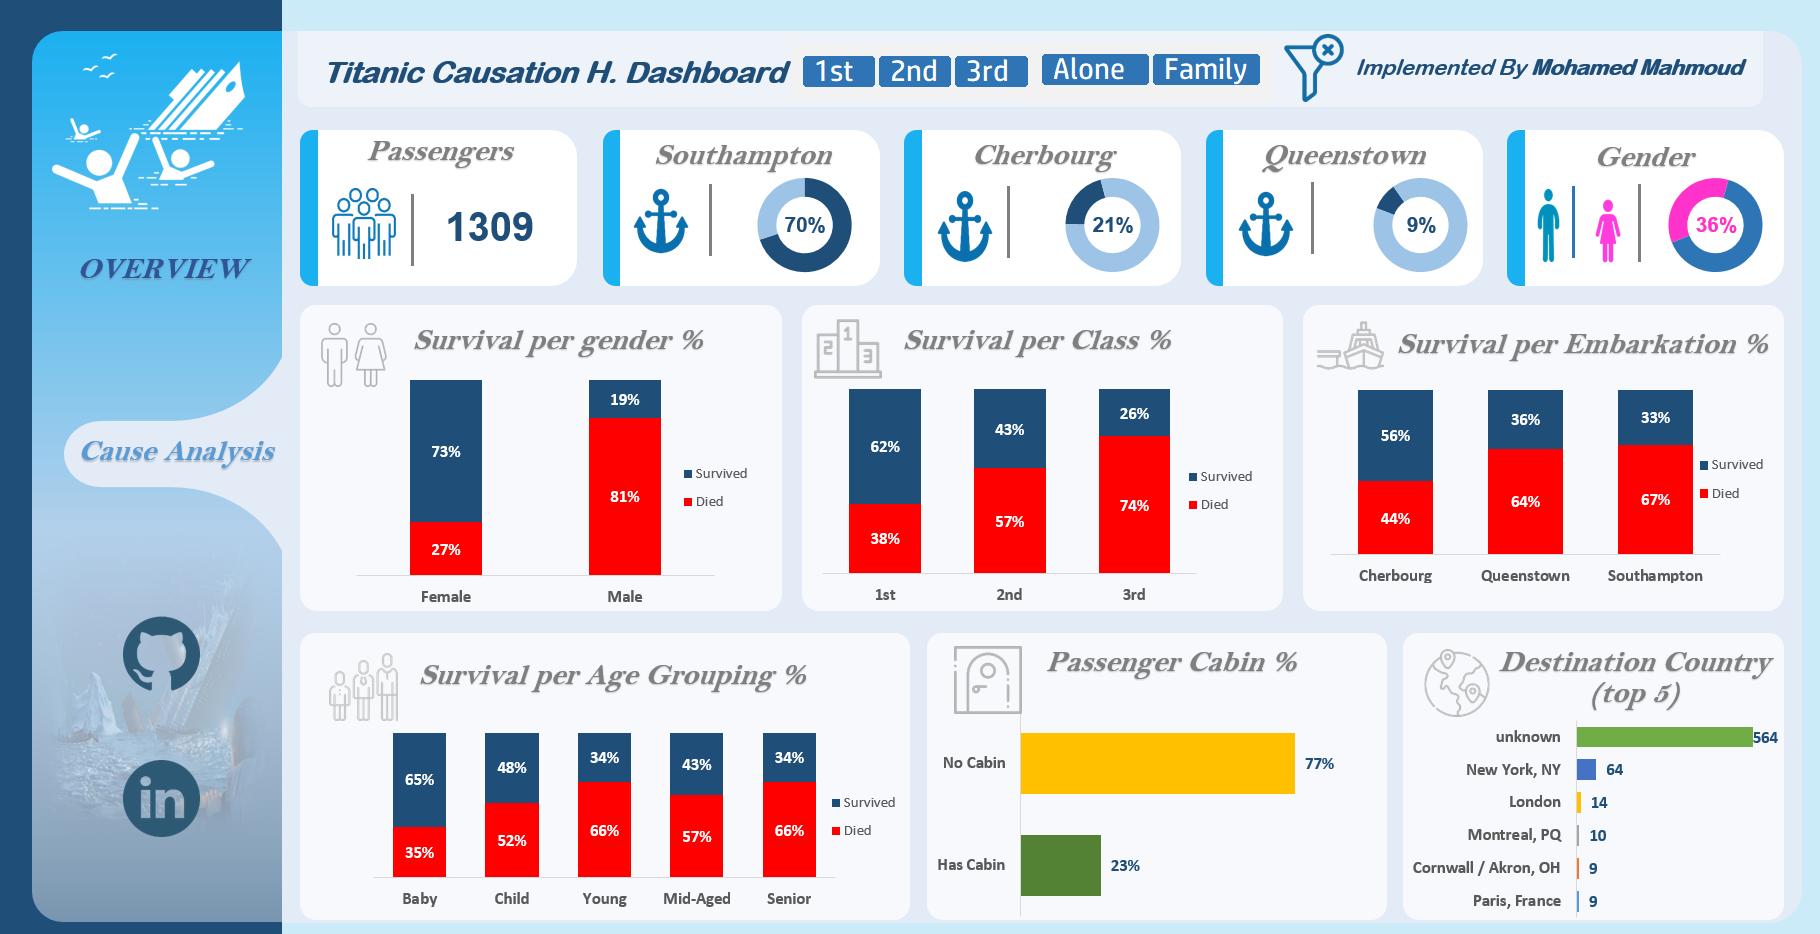 Titanic Causation H. Dashboard
1st 2nd 3rd Alone Family
Implemented By Mohamed Mahmoud
OVERVIEW
Cause Analysis
in
Passengers
1309
Southampton
70%
Cherbourg
21%
Queenstown
9%
Gender
36%
Survival per gender %
73%
27%
19%
81%
Survived
Died
Female Male
Survival per Class %
1
2
3
62%
38%
43%
57%
26%
74%
Survived
Died
1st 2nd 3rd
Survival per Embarkation %
56%
44%
36%
64%
33%
67%
Survived
Died
Cherbourg Queenstown Southampton
Survival per Age Grouping %
65%
35%
48%
52%
34%
66%
43%
57%
34%
66%
Survived
Died
Baby Child Young Mid-Aged Senior
Passenger Cabin %
No Cabin 77%
Has Cabin 23%
Destination Country
(top 5)
unknown 564
New York, NY 64
London 14
Montreal, PQ 10
Cornwall / Akron, OH 9
Paris, France 9